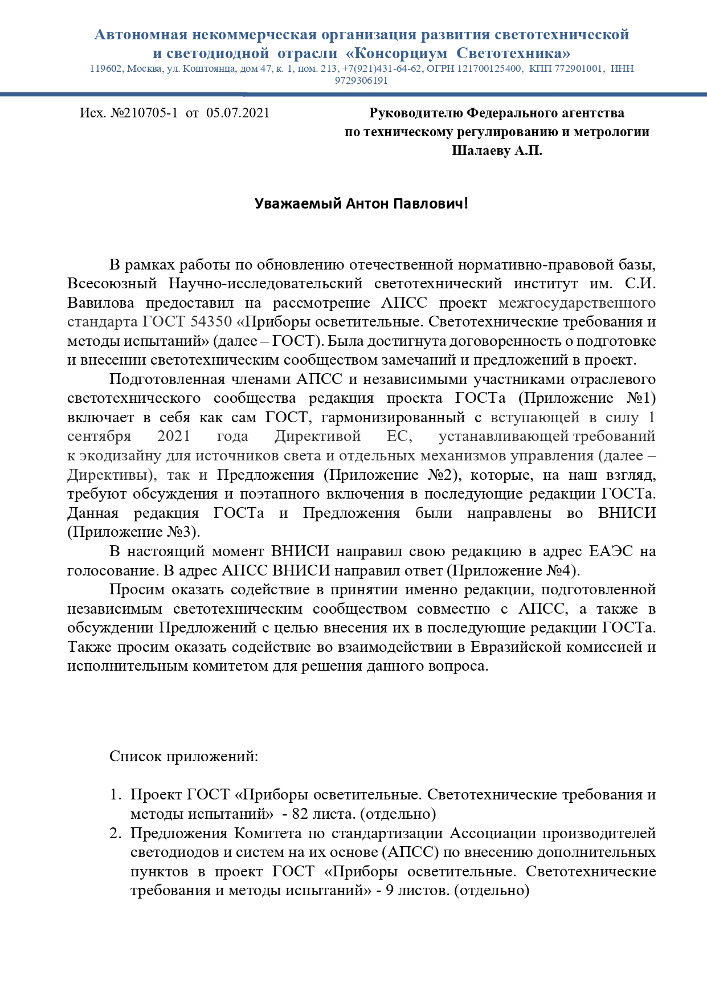 Автономная некоммерческая организация развития светотехнической
и светодиодной отрасли «Консорциум Светотехника»
119602, Москва, ул. Коштоянца, дом 47, к. 1, пом. 213, +7(921)431-64-62, ОГРН 121700125400, КПП 772901001, ИНН
9729306191
Исх. №210705-1 от 05.07.2021
Руководителю Федерального агентства
по техническому регулированию и метрологии
Шалаеву А.П.
Уважаемый Антон Павлович!
В рамках работы по обновлению отечественной нормативно-правовой базы,
Всесоюзный Научно-исследовательский светотехнический институт им. С.И.
Вавилова предоставил на рассмотрение АПСС проект межгосударственного
стандарта ГОСТ 54350 «Приборы осветительные. Светотехнические требования и
методы испытаний» (далее – ГОСТ). Была достигнута договоренность о подготовке
и внесении светотехническим сообществом замечаний и предложений в проект.
Подготовленная членами АПСС и независимыми участниками отраслевого
светотехнического сообщества редакция проекта ГОСТа (Приложение №1)
включает в себя как сам ГОСТ, гармонизированный с вступающей в силу 1
сентября 2021 года Директивой ЕС, устанавливающей требований
к экодизайну для источников света и отдельных механизмов управления (далее –
Директивы), так и Предложения (Приложение №2), которые, на наш взгляд,
требуют обсуждения и поэтапного включения в последующие редакции ГОСТа.
Данная редакция ГОСТа и Предложения были направлены во ВНИСИ
(Приложение №3).
В настоящий момент ВНИСИ направил свою редакцию в адрес ЕАЭС на
голосование. В адрес АПСС ВНИСИ направил ответ (Приложение №4).
Просим оказать содействие в принятии именно редакции, подготовленной
независимым светотехническим сообществом совместно с АПСС, а также в
обсуждении Предложений с целью внесения их в последующие редакции ГОСТа.
Также просим оказать содействие во взаимодействии в Евразийской комиссией и
исполнительным комитетом для решения данного вопроса.
Список приложений:
1. Проект ГОСТ «Приборы осветительные. Светотехнические требования и
методы испытаний» - 82 листа. (отдельно)
2. Предложения Комитета по стандартизации Ассоциации производителей
светодиодов и систем на их основе (АПСС) по внесению дополнительных
пунктов в проект ГОСТ «Приборы осветительные. Светотехнические
требования и методы испытаний» - 9 листов. (отдельно)